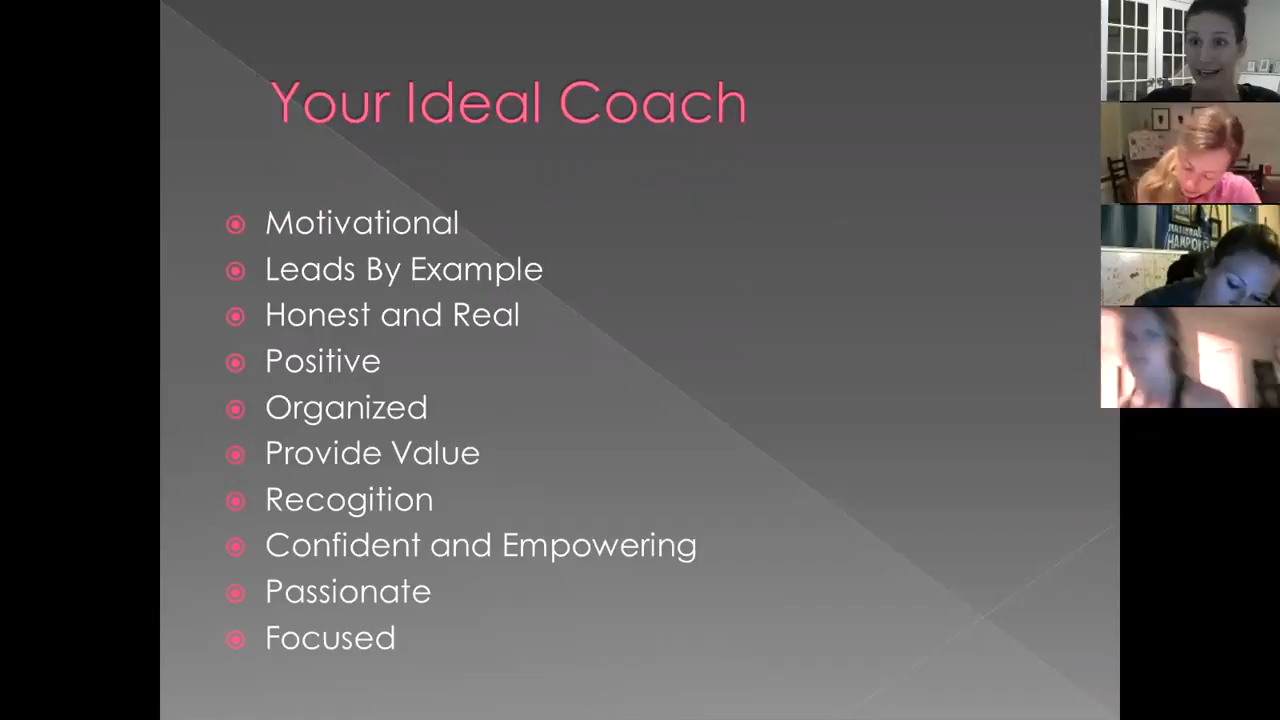 Your Ideal Coach
Motivational
Leads By Example
Honest and Real
Positive
Organized
Provide Value
Recogition
Confident and Empowering
Passionate
Focused
NATIONAL